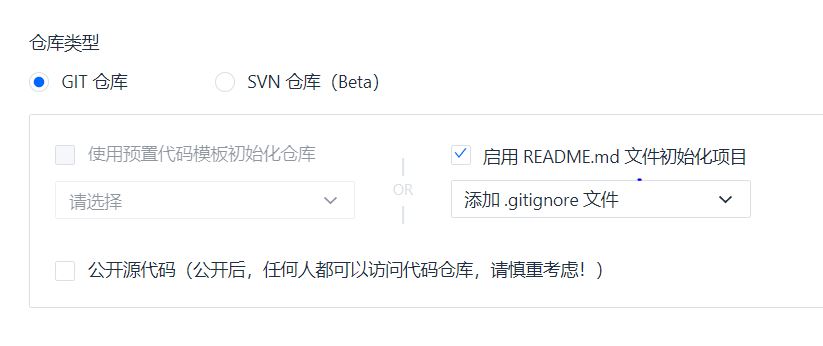 仓库类型
GIT 仓库 SVN 仓库（Beta）
使用预置代码模板初始化仓库 启用 README.md 文件初始化项目
OR
请选择 添加 .gitignore 文件
公开源代码（公开后，任何人都可以访问代码仓库，请慎重考虑！）